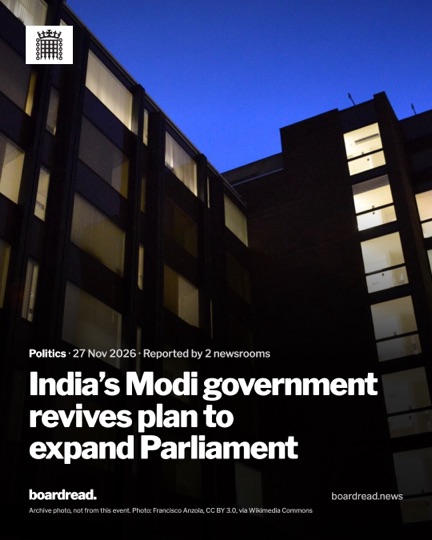 Politics · 27 Nov 2026 · Reported by 2 newsrooms
India’s Modi government
revives plan to
expand Parliament
boardread.
boardread.news
Archive photo, not from this event. Photo: Francisco Anzola, CC BY 3.0, via Wikimedia Commons